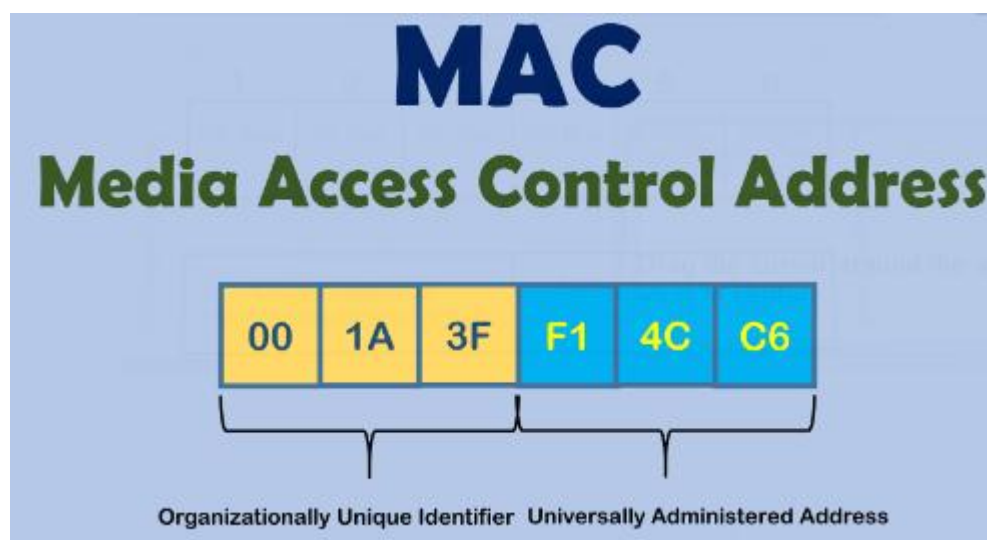 MAC
Media Access Control Address
00 1A 3F F1 4C C6
Organizationally Unique Identifier Universally Administered Address